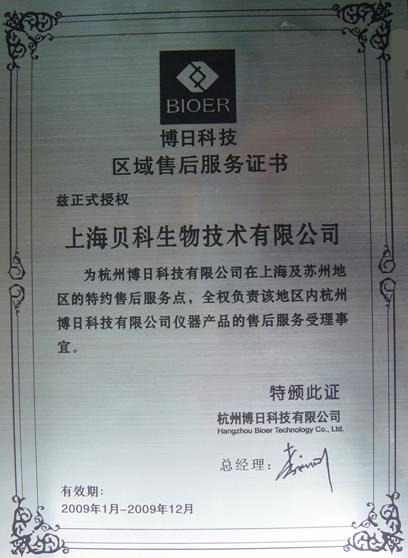 BIOER
博日科技
区域售后服务证书
兹正式授权
上海贝科生物技术有限公司
为杭州博日科技有限公司在上海及苏州地
区的特约售后服务点，全权负责该地区内杭州
博日科技有限公司仪器产品的售后服务受理事
宜。
特颁此证
杭州博日科技有限公司
Hangzhou Bioer Technology Co., Ltd.
总经理：
有效期：
2009年1月-2009年12月